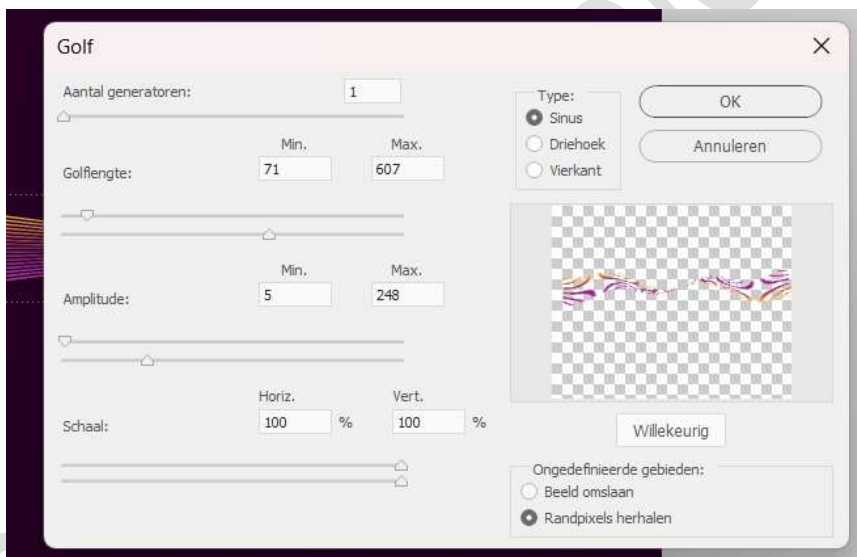 Golf
Aantal generatoren: 1
Min. Max.
Golflengte: 71 607
Min. Max.
Amplitude: 5 248
Horiz. Vert.
Schaal: 100 % 100 %
Type:
Sinus
Driehoek
Vierkant
OK
Annuleren
Willekeurig
Ongedefinieerde gebieden:
Beeld omslaan
Randpixels herhalen